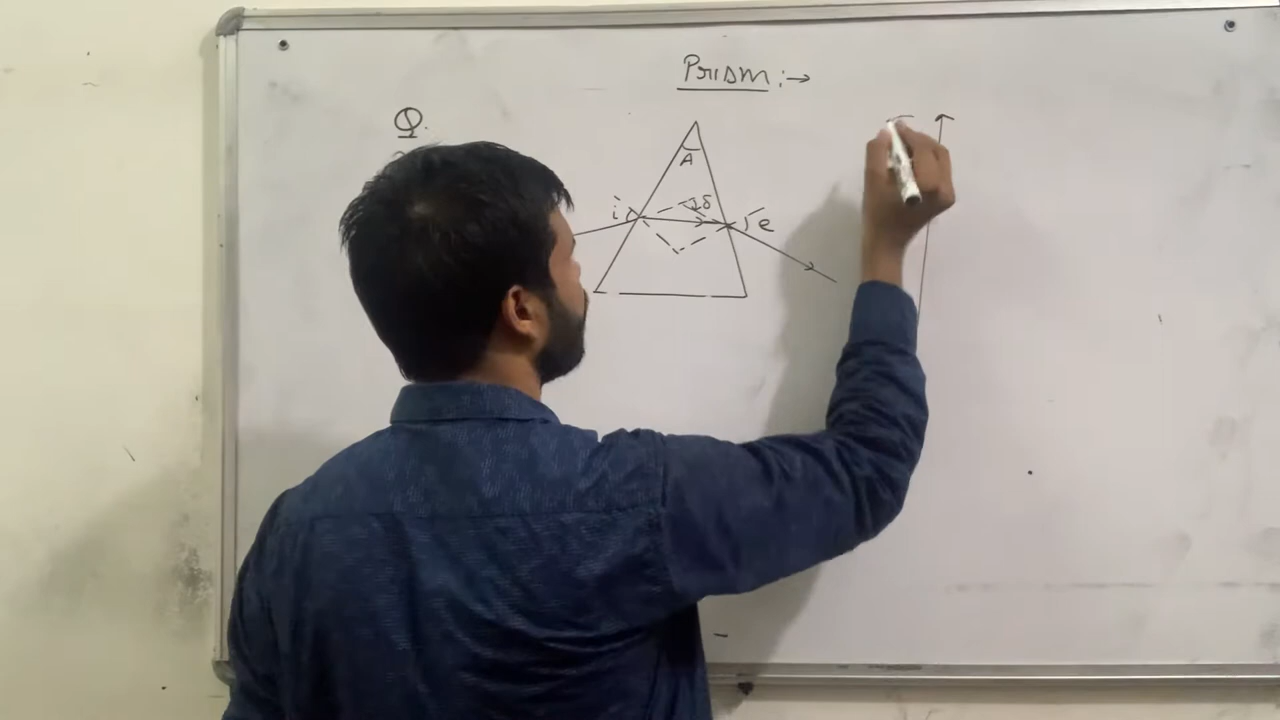 Prism :→
Q.
A
i δ e